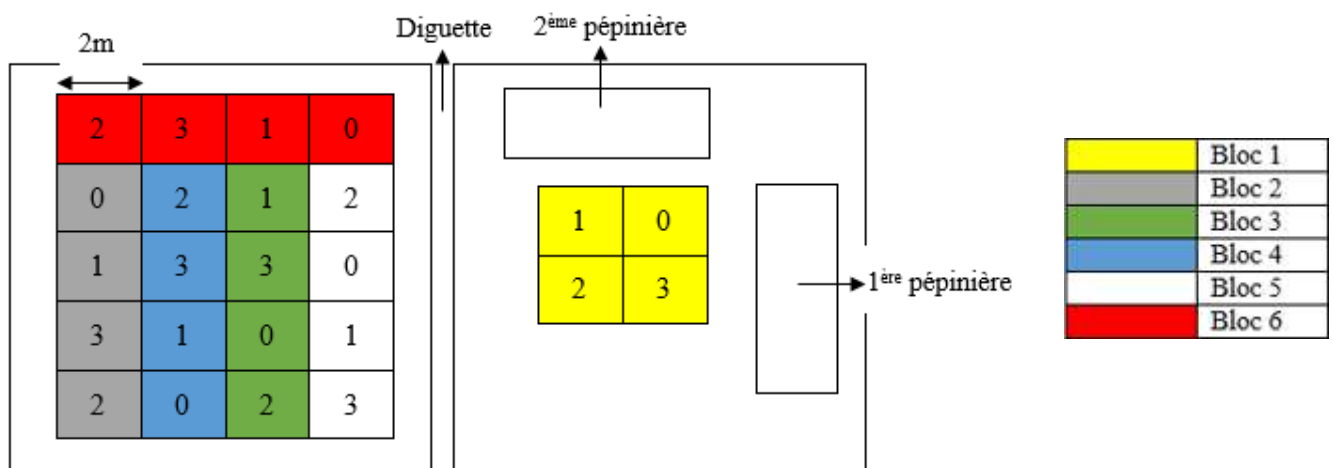 Diguette
2ème pépinière
2m
2 3 1 0
0 2 1 2
1 3 3 0
3 1 0 1
2 0 2 3
1 0
2 3
1ère pépinière
Bloc 1
Bloc 2
Bloc 3
Bloc 4
Bloc 5
Bloc 6